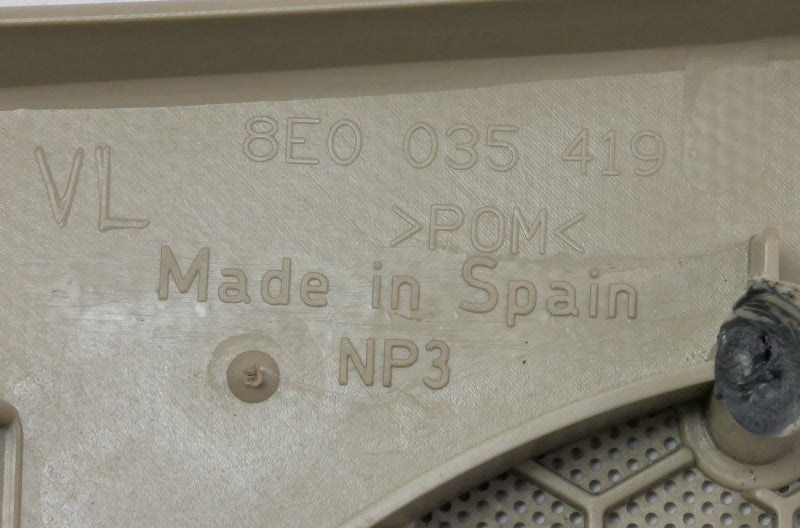 8E0 035 419
VL
>POM<
Made in Spain
NP3